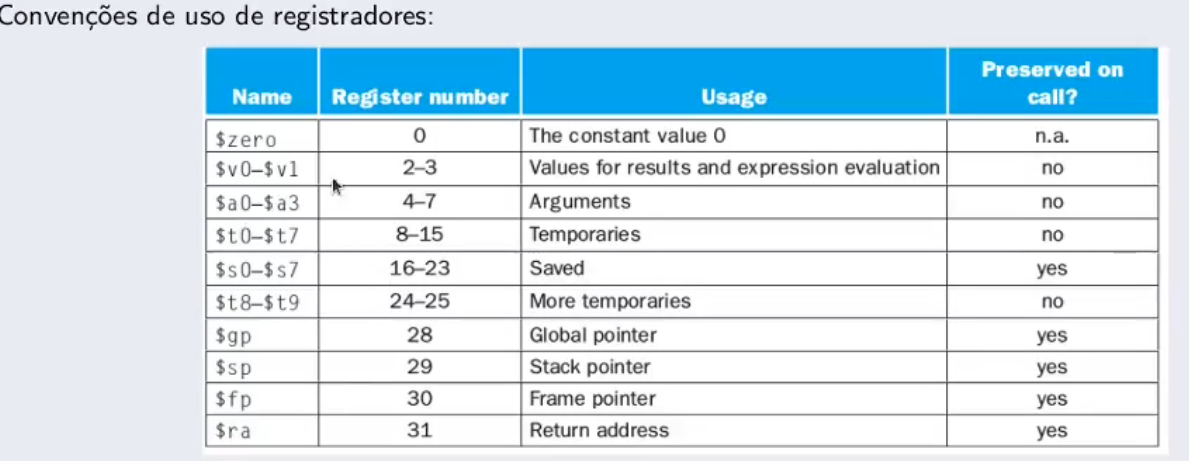 Convenções de uso de registradores:
Name Register number Usage Preserved on call?
$zero 0 The constant value 0 n.a.
$v0–$v1 2–3 Values for results and expression evaluation no
$a0–$a3 4–7 Arguments no
$t0–$t7 8–15 Temporaries no
$s0–$s7 16–23 Saved yes
$t8–$t9 24–25 More temporaries no
$gp 28 Global pointer yes
$sp 29 Stack pointer yes
$fp 30 Frame pointer yes
$ra 31 Return address yes